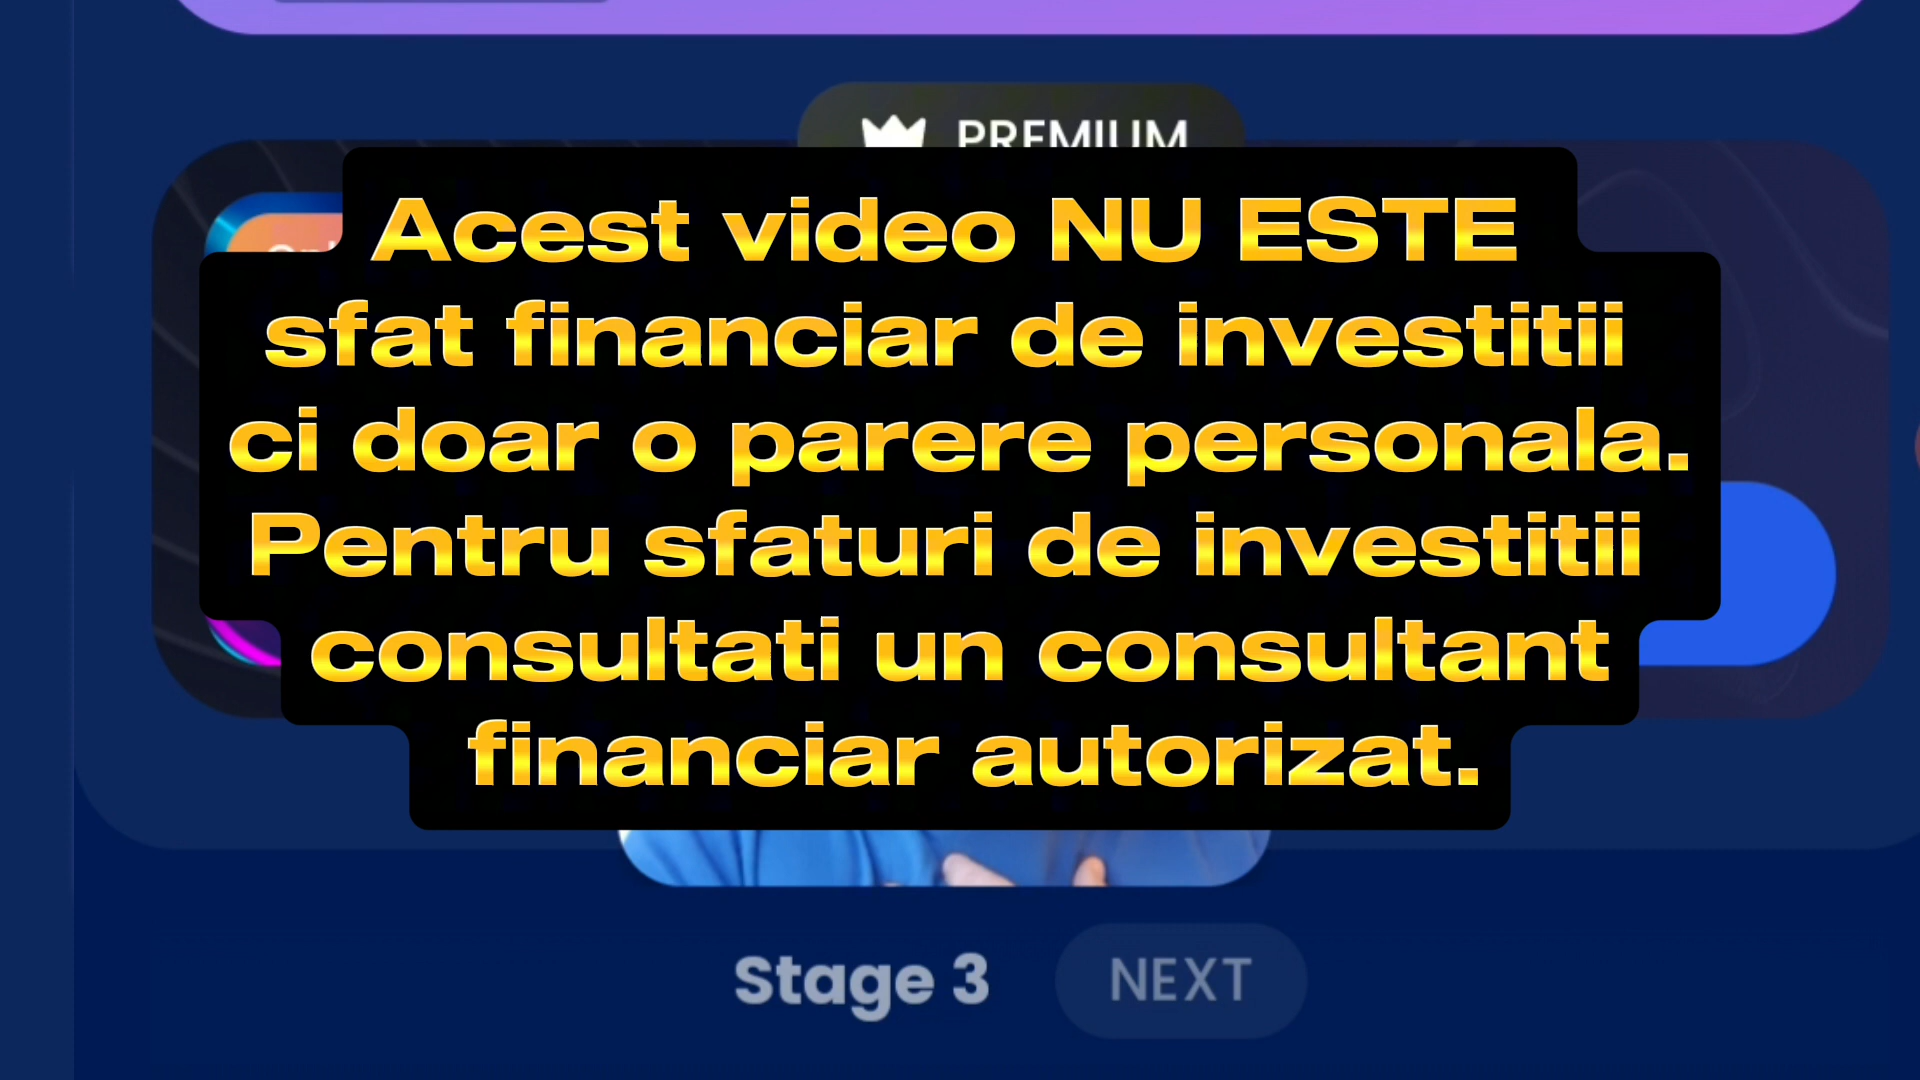 PREMIUM
Acest video NU ESTE
sfat financiar de investitii
ci doar o parere personala.
Pentru sfaturi de investitii
consultati un consultant
financiar autorizat.
Stage 3
NEXT